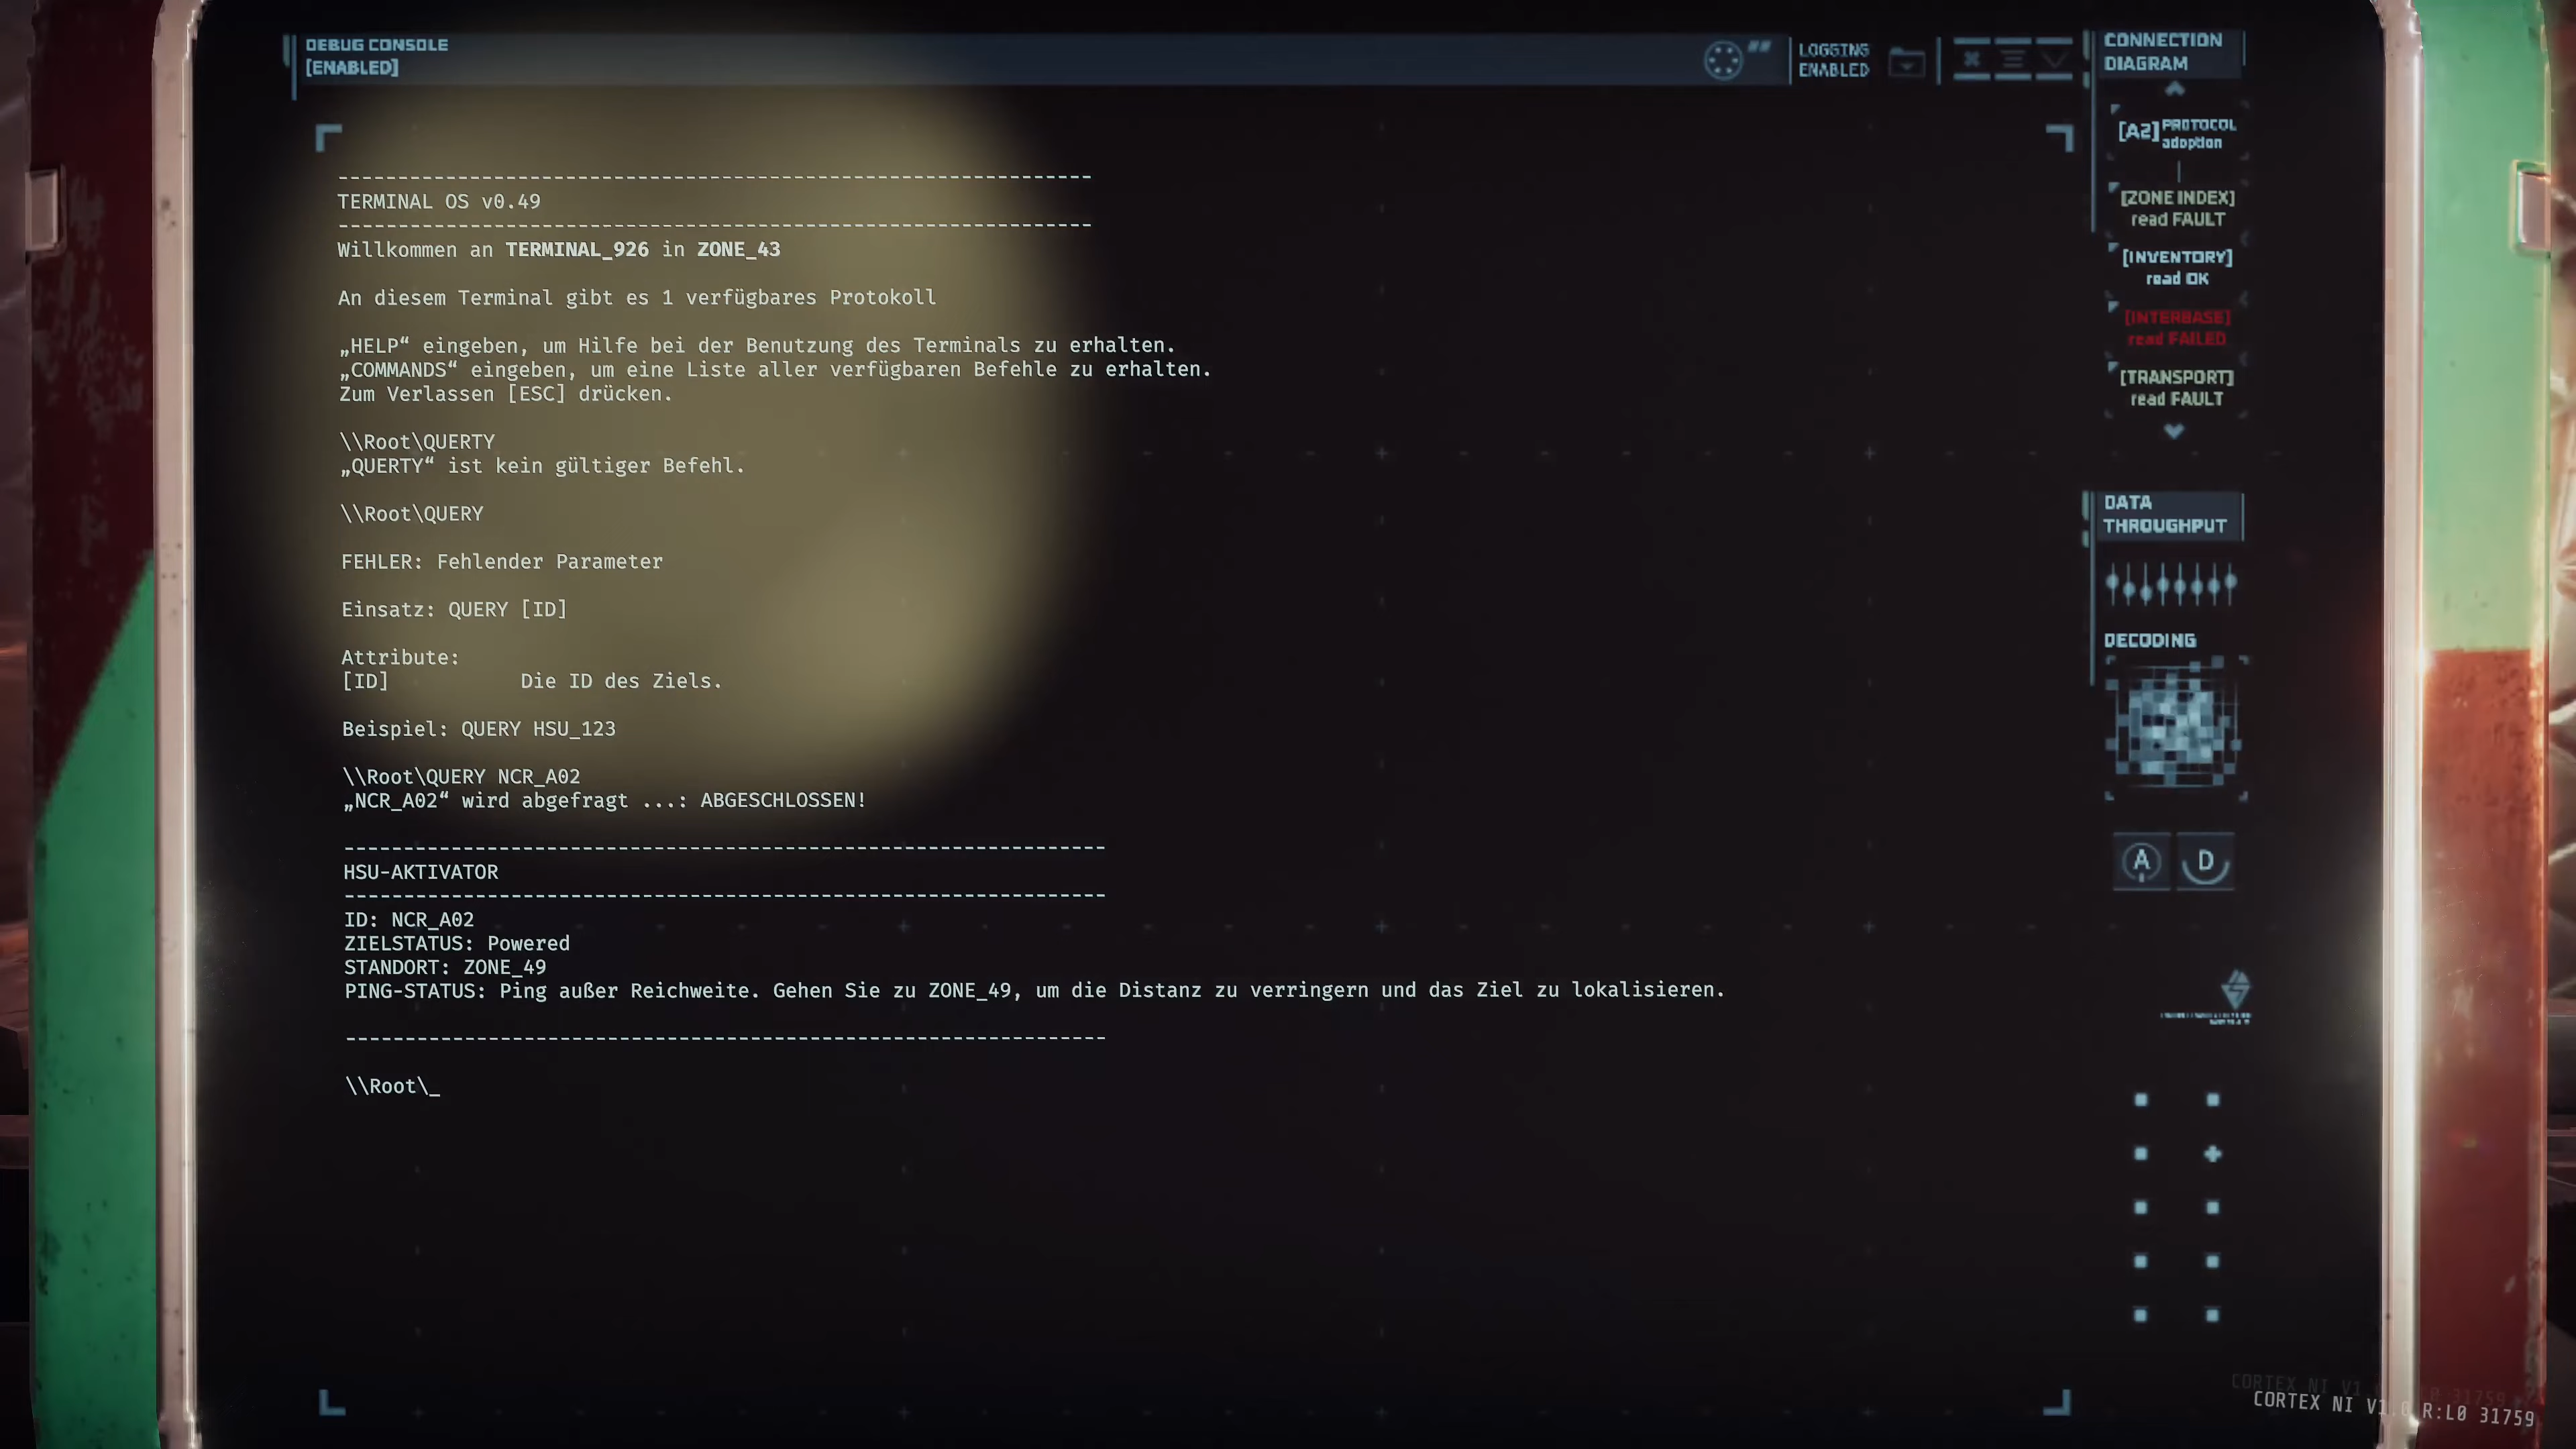 DEBUG CONSOLE
[ENABLED]
LOGGING
ENABLED
CONNECTION
DIAGRAM
[A2] PROTOCOL
adoption
[ZONE INDEX]
read FAULT
[INVENTORY]
read OK
[INTERBASE]
read FAILED
[TRANSPORT]
read FAULT
DATA
THROUGHPUT
DECODING
A D
---------------------------------------------------------------
TERMINAL OS v0.49
---------------------------------------------------------------
Willkommen an TERMINAL_926 in ZONE_43
An diesem Terminal gibt es 1 verfügbares Protokoll
„HELP“ eingeben, um Hilfe bei der Benutzung des Terminals zu erhalten.
„COMMANDS“ eingeben, um eine Liste aller verfügbaren Befehle zu erhalten.
Zum Verlassen [ESC] drücken.
\\Root\QUERTY
„QUERTY“ ist kein gültiger Befehl.
\\Root\QUERY
FEHLER: Fehlender Parameter
Einsatz: QUERY [ID]
Attribute:
[ID] Die ID des Ziels.
Beispiel: QUERY HSU_123
\\Root\QUERY NCR_A02
„NCR_A02“ wird abgefragt ...: ABGESCHLOSSEN!
----------------------------------------------------------------
HSU-AKTIVATOR
----------------------------------------------------------------
ID: NCR_A02
ZIELSTATUS: Powered
STANDORT: ZONE_49
PING-STATUS: Ping außer Reichweite. Gehen Sie zu ZONE_49, um die Distanz zu verringern und das Ziel zu lokalisieren.
----------------------------------------------------------------
\\Root\_
CORTEX NI V1.0 R:L0 31759